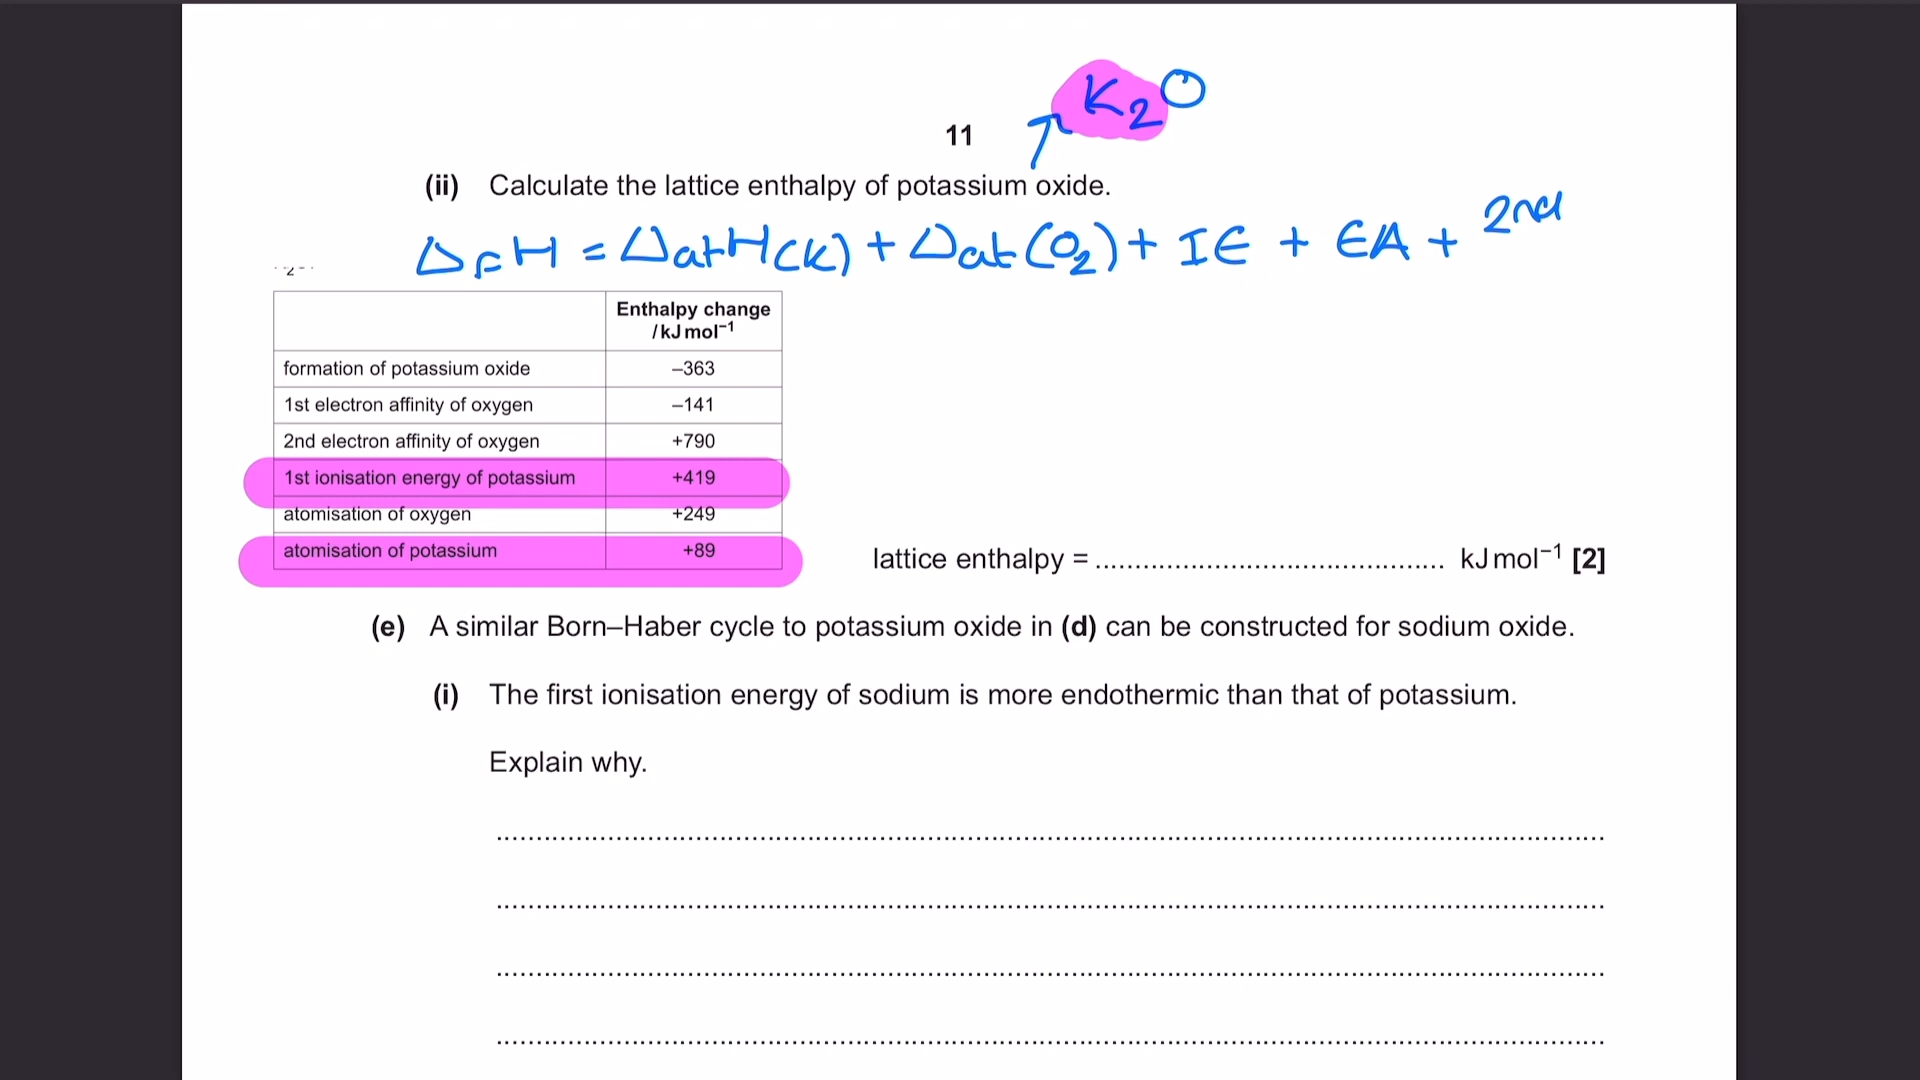 K₂O
11
(ii) Calculate the lattice enthalpy of potassium oxide.
ΔfH = ΔatH(K) + Δat(O₂) + IE + EA + 2nd
Enthalpy change
/kJ mol⁻¹
formation of potassium oxide –363
1st electron affinity of oxygen –141
2nd electron affinity of oxygen +790
1st ionisation energy of potassium +419
atomisation of oxygen +249
atomisation of potassium +89
lattice enthalpy = ............................................ kJ mol⁻¹ [2]
(e) A similar Born–Haber cycle to potassium oxide in (d) can be constructed for sodium oxide.
(i) The first ionisation energy of sodium is more endothermic than that of potassium.
Explain why.